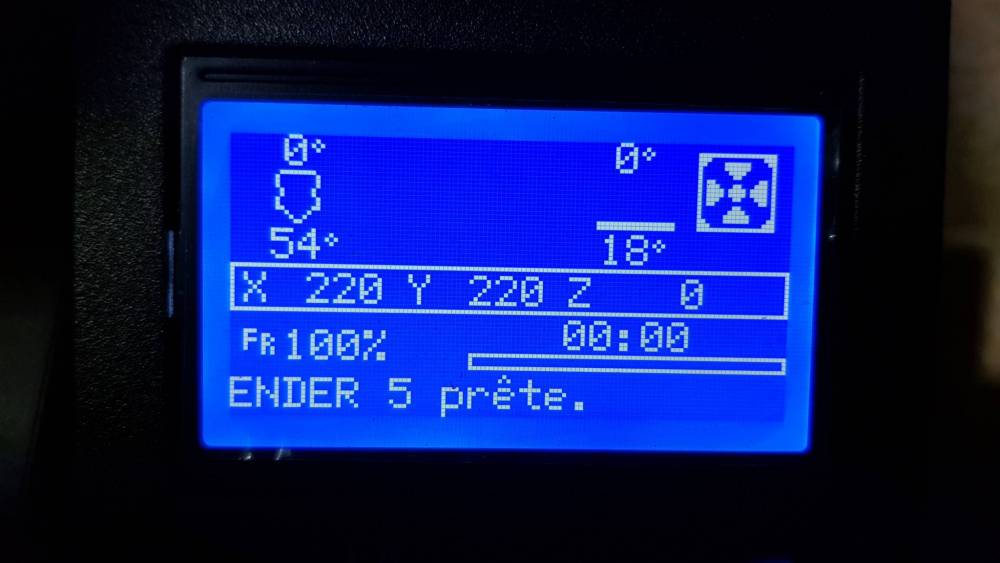 0° 0°
54° 18°
X 220 Y 220 Z 0
00:00
FR 100%
ENDER 5 prête.